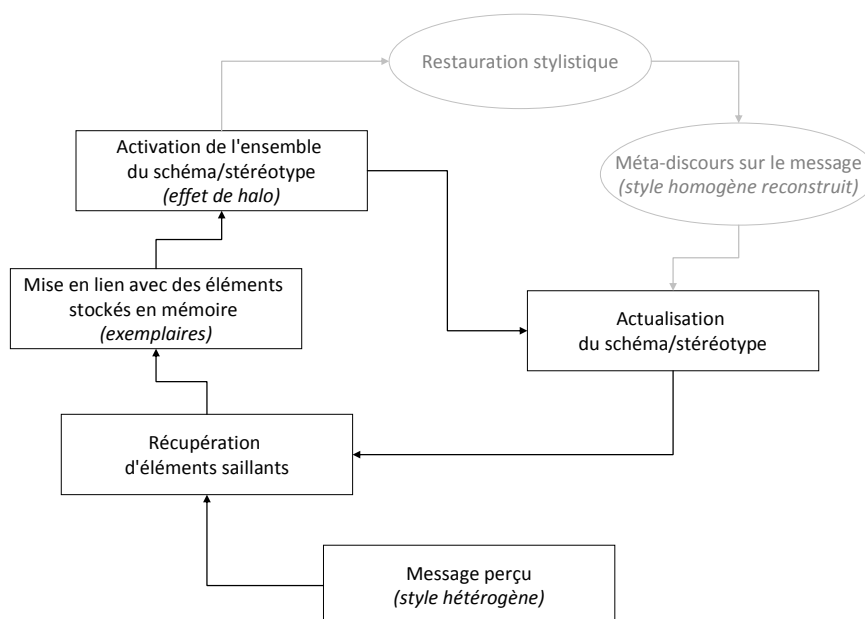 Restauration stylistique
Activation de l'ensemble
du schéma/stéréotype
(effet de halo)
Méta-discours sur le message
(style homogène reconstruit)
Mise en lien avec des éléments
stockés en mémoire
(exemplaires)
Actualisation
du schéma/stéréotype
Récupération
d'éléments saillants
Message perçu
(style hétérogène)